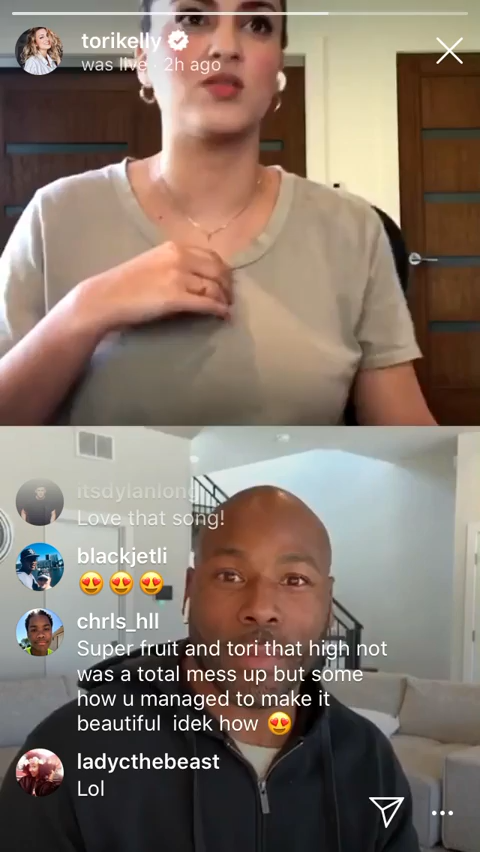 torikelly
was live · 2h ago
itsdylanlong
Love that song!
blackjetli
😍😍😍
chrls_hll
Super fruit and tori that high not
was a total mess up but some
how u managed to make it
beautiful  idek how 😍
ladycthebeast
Lol